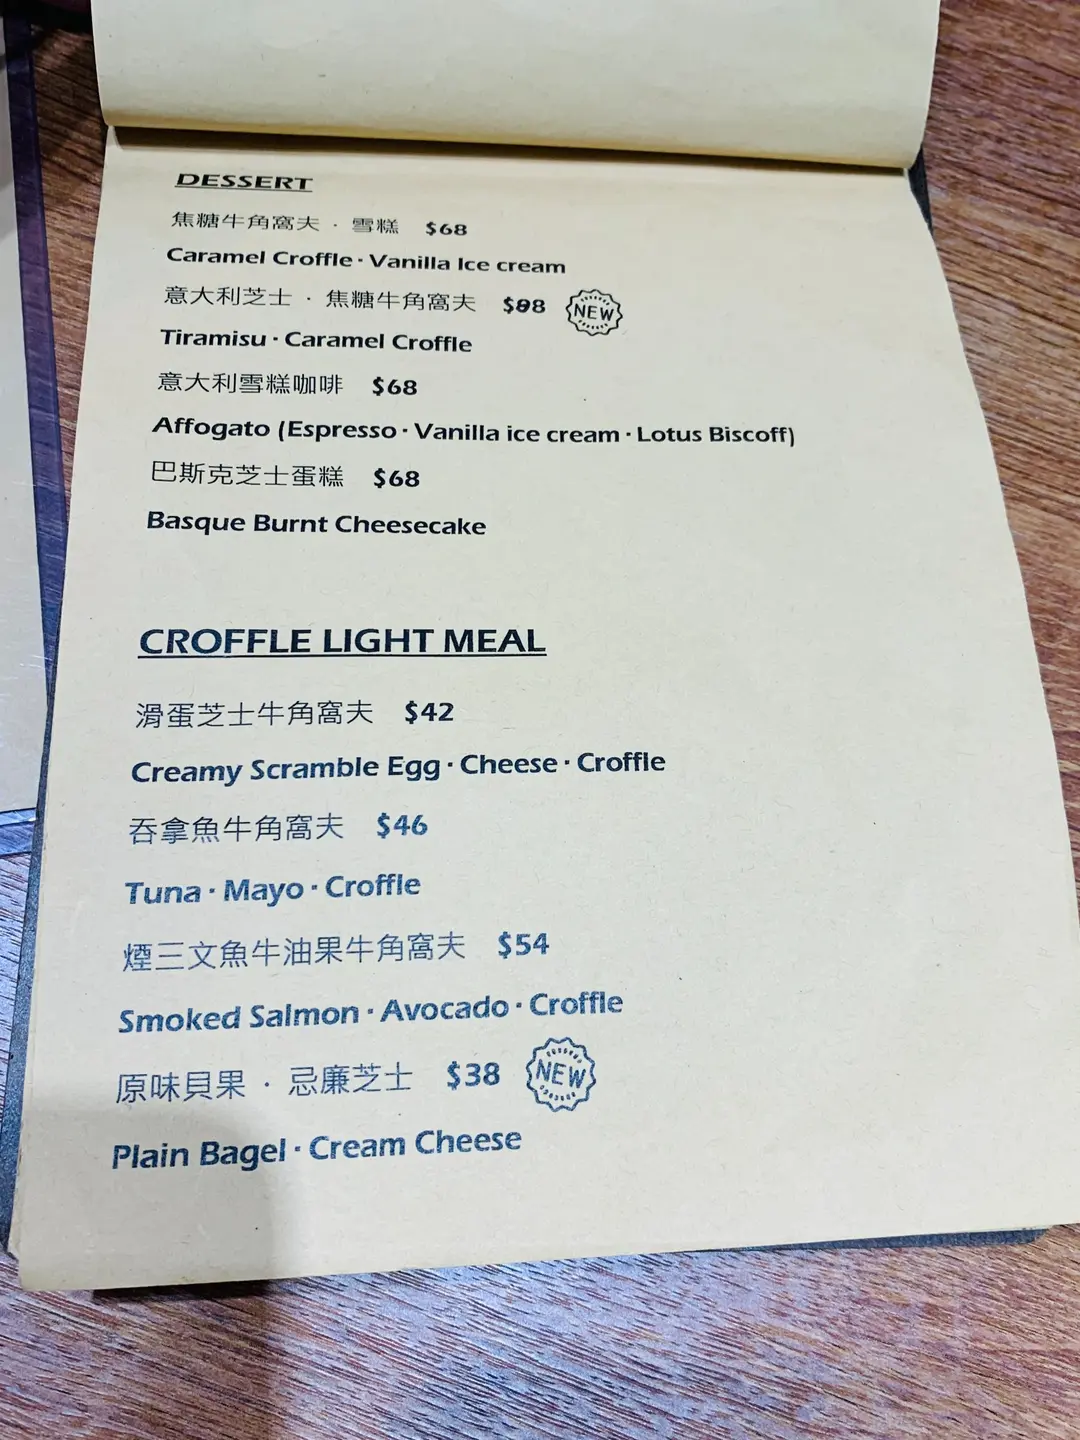 DESSERT
焦糖牛角窩夫 · 雪糕 $68
Caramel Croffle · Vanilla Ice cream
意大利芝士 · 焦糖牛角窩夫 NEW
Tiramisu · Caramel Croffle
意大利雪糕咖啡 $68
Affogato (Espresso · Vanilla ice cream · Lotus Biscoff)
巴斯克芝士蛋糕 $68
Basque Burnt Cheesecake
CROFFLE LIGHT MEAL
滑蛋芝士牛角窩夫 $42
Creamy Scramble Egg · Cheese · Croffle
吞拿魚牛角窩夫 $46
Tuna · Mayo · Croffle
煙三文魚牛油果牛角窩夫 $54
Smoked Salmon · Avocado · Croffle
原味貝果 · 忌廉芝士 $38 NEW
Plain Bagel · Cream Cheese